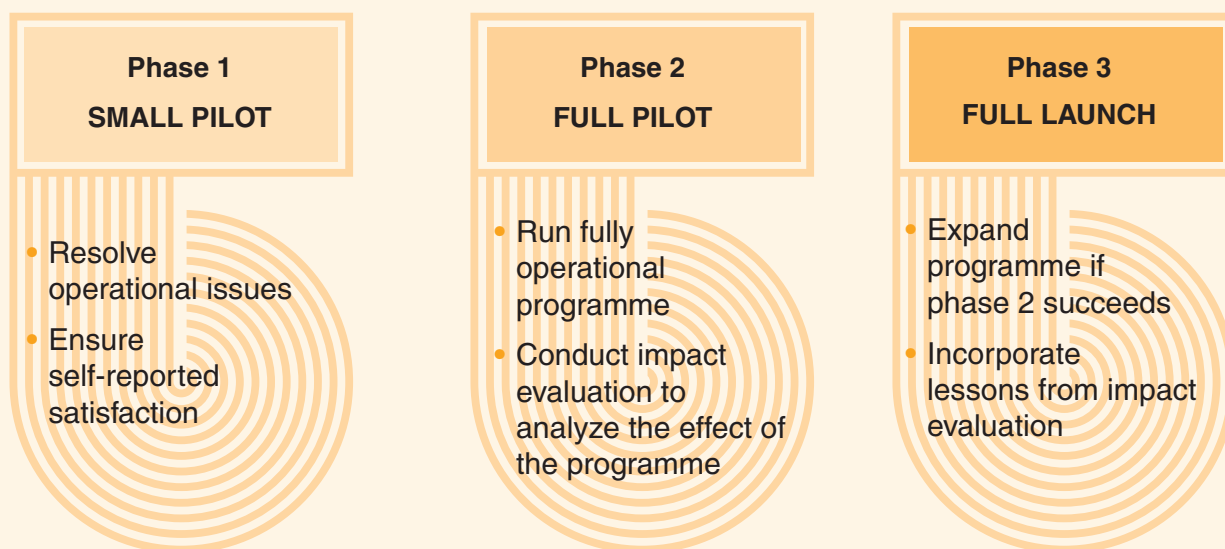 Phase 1
SMALL PILOT
• Resolve
operational issues
• Ensure
self-reported
satisfaction
Phase 2
FULL PILOT
• Run fully
operational
programme
• Conduct impact
evaluation to
analyze the effect of
the programme
Phase 3
FULL LAUNCH
• Expand
programme if
phase 2 succeeds
• Incorporate
lessons from impact
evaluation